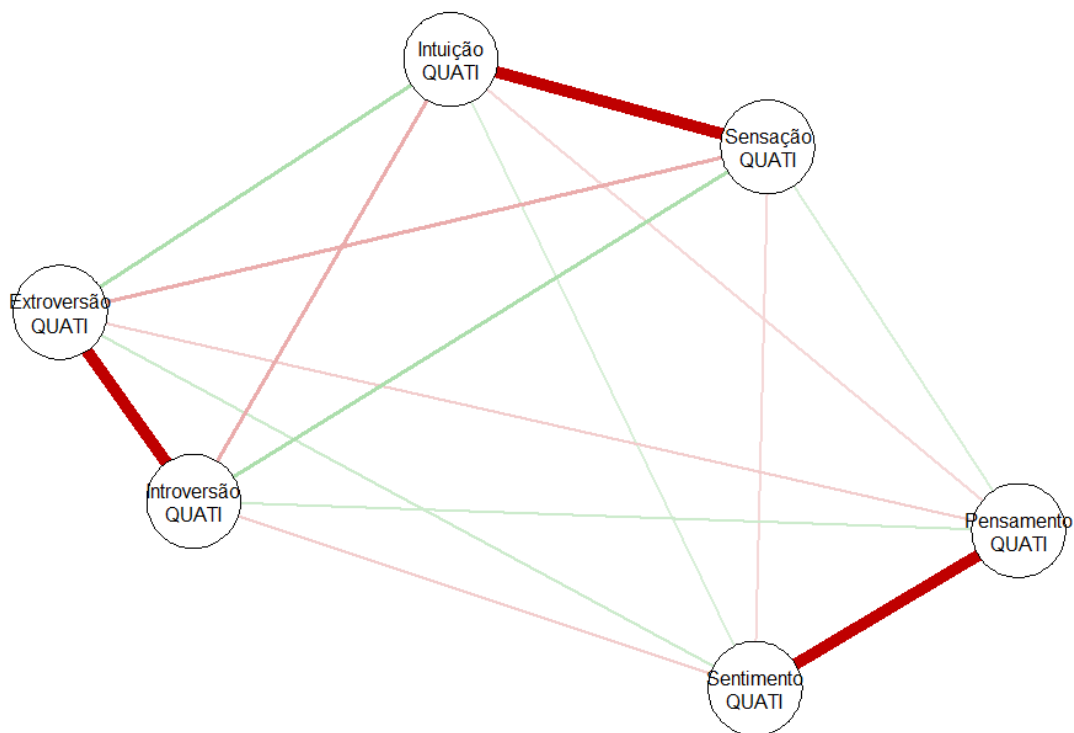 Intuição
QUATI
Sensação
QUATI
Extroversão
QUATI
Introversão
QUATI
Pensamento
QUATI
Sentimento
QUATI